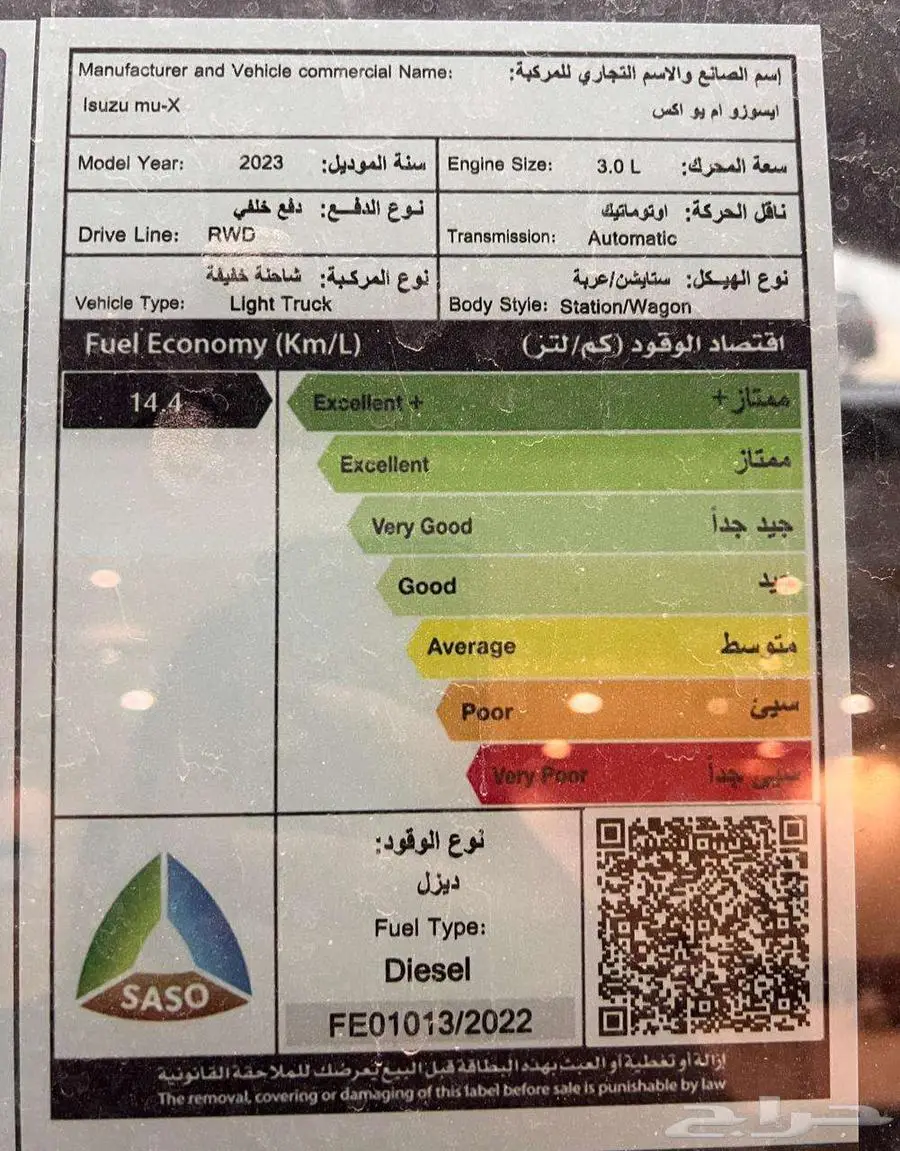 Manufacturer and Vehicle commercial Name: إسم الصانع والاسم التجاري للمركبة:
Isuzu mu-X ايسوزو ام يو اكس
Model Year: 2023 سنة الموديل:
Engine Size: 3.0 L سعة المحرك:
نوع الدفع: دفع خلفي
Drive Line: RWD
ناقل الحركة: اوتوماتيك
Transmission: Automatic
نوع المركبة: شاحنة خفيفة
Vehicle Type: Light Truck
نوع الهيكل: ستايشن/عربة
Body Style: Station/Wagon
Fuel Economy (Km/L) اقتصاد الوقود (كم/لتر)
14.4
Excellent + ممتاز +
Excellent ممتاز
Very Good جيد جداً
Good جيد
Average متوسط
Poor سيئ
Very Poor سيئ جداً
SASO
نوع الوقود:
ديزل
Fuel Type:
Diesel
FE01013/2022
إزالة أو تغطية أو العبث بهذه البطاقة قبل البيع تعرضك للملاحقة القانونية
The removal, covering or damaging of this label before sale is punishable by law
حراج